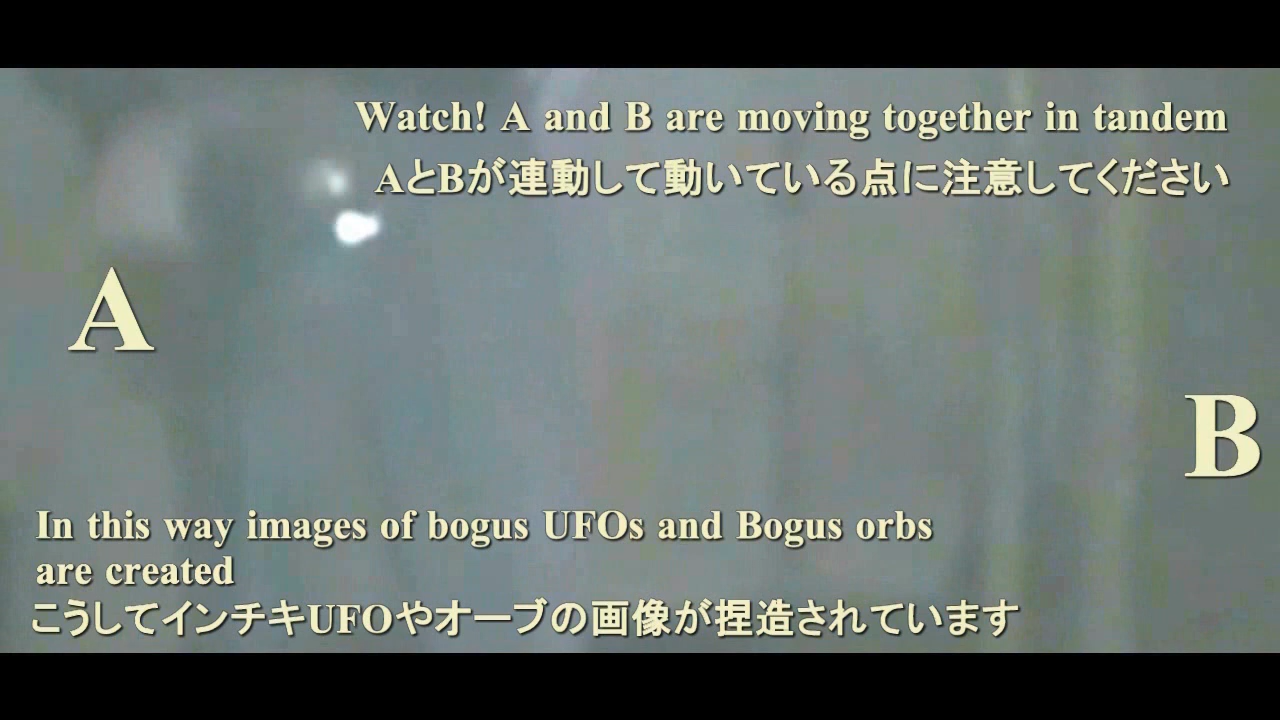 Watch! A and B are moving together in tandem
AとBが連動して動いている点に注意してください
A
B
In this way images of bogus UFOs and Bogus orbs
are created
こうしてインチキUFOやオーブの画像が捏造されています